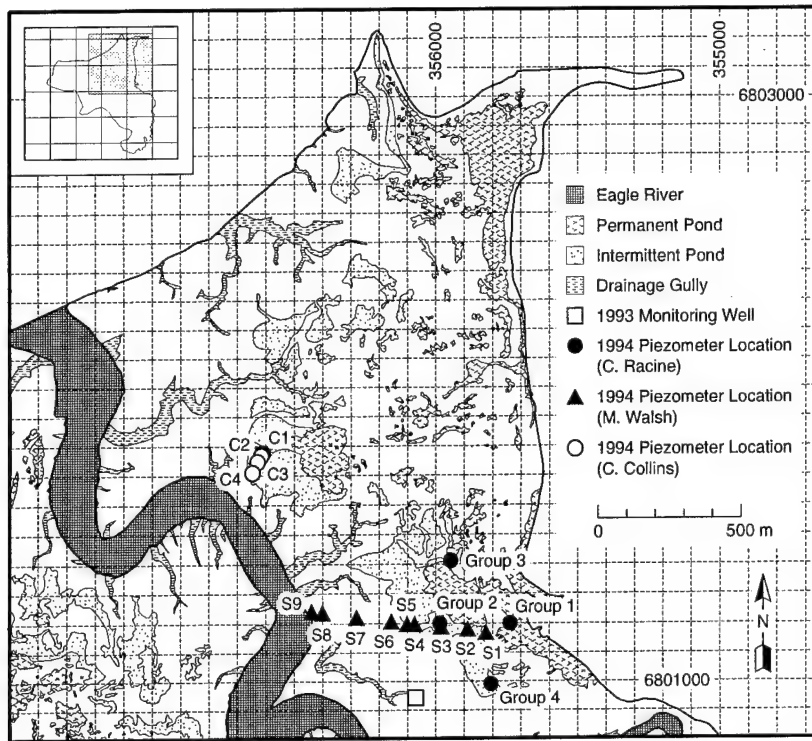 356000
355000
6803000
Eagle River
Permanent Pond
Intermittent Pond
Drainage Gully
1993 Monitoring Well
1994 Piezometer Location
(C. Racine)
1994 Piezometer Location
(M. Walsh)
1994 Piezometer Location
(C. Collins)
0 500 m
C2 C1
C4 C3
Group 3
S9 S5 Group 2 Group 1
S8 S7 S6 S4 S3 S2 S1
N
6801000
Group 4